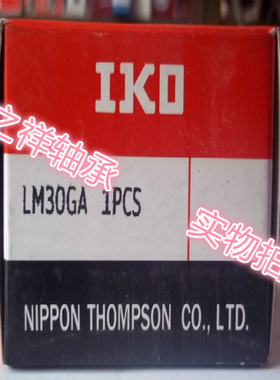 IKO
之祥轴承
LM30GA 1PCS
实物拍
NIPPON THOMPSON CO., LTD.